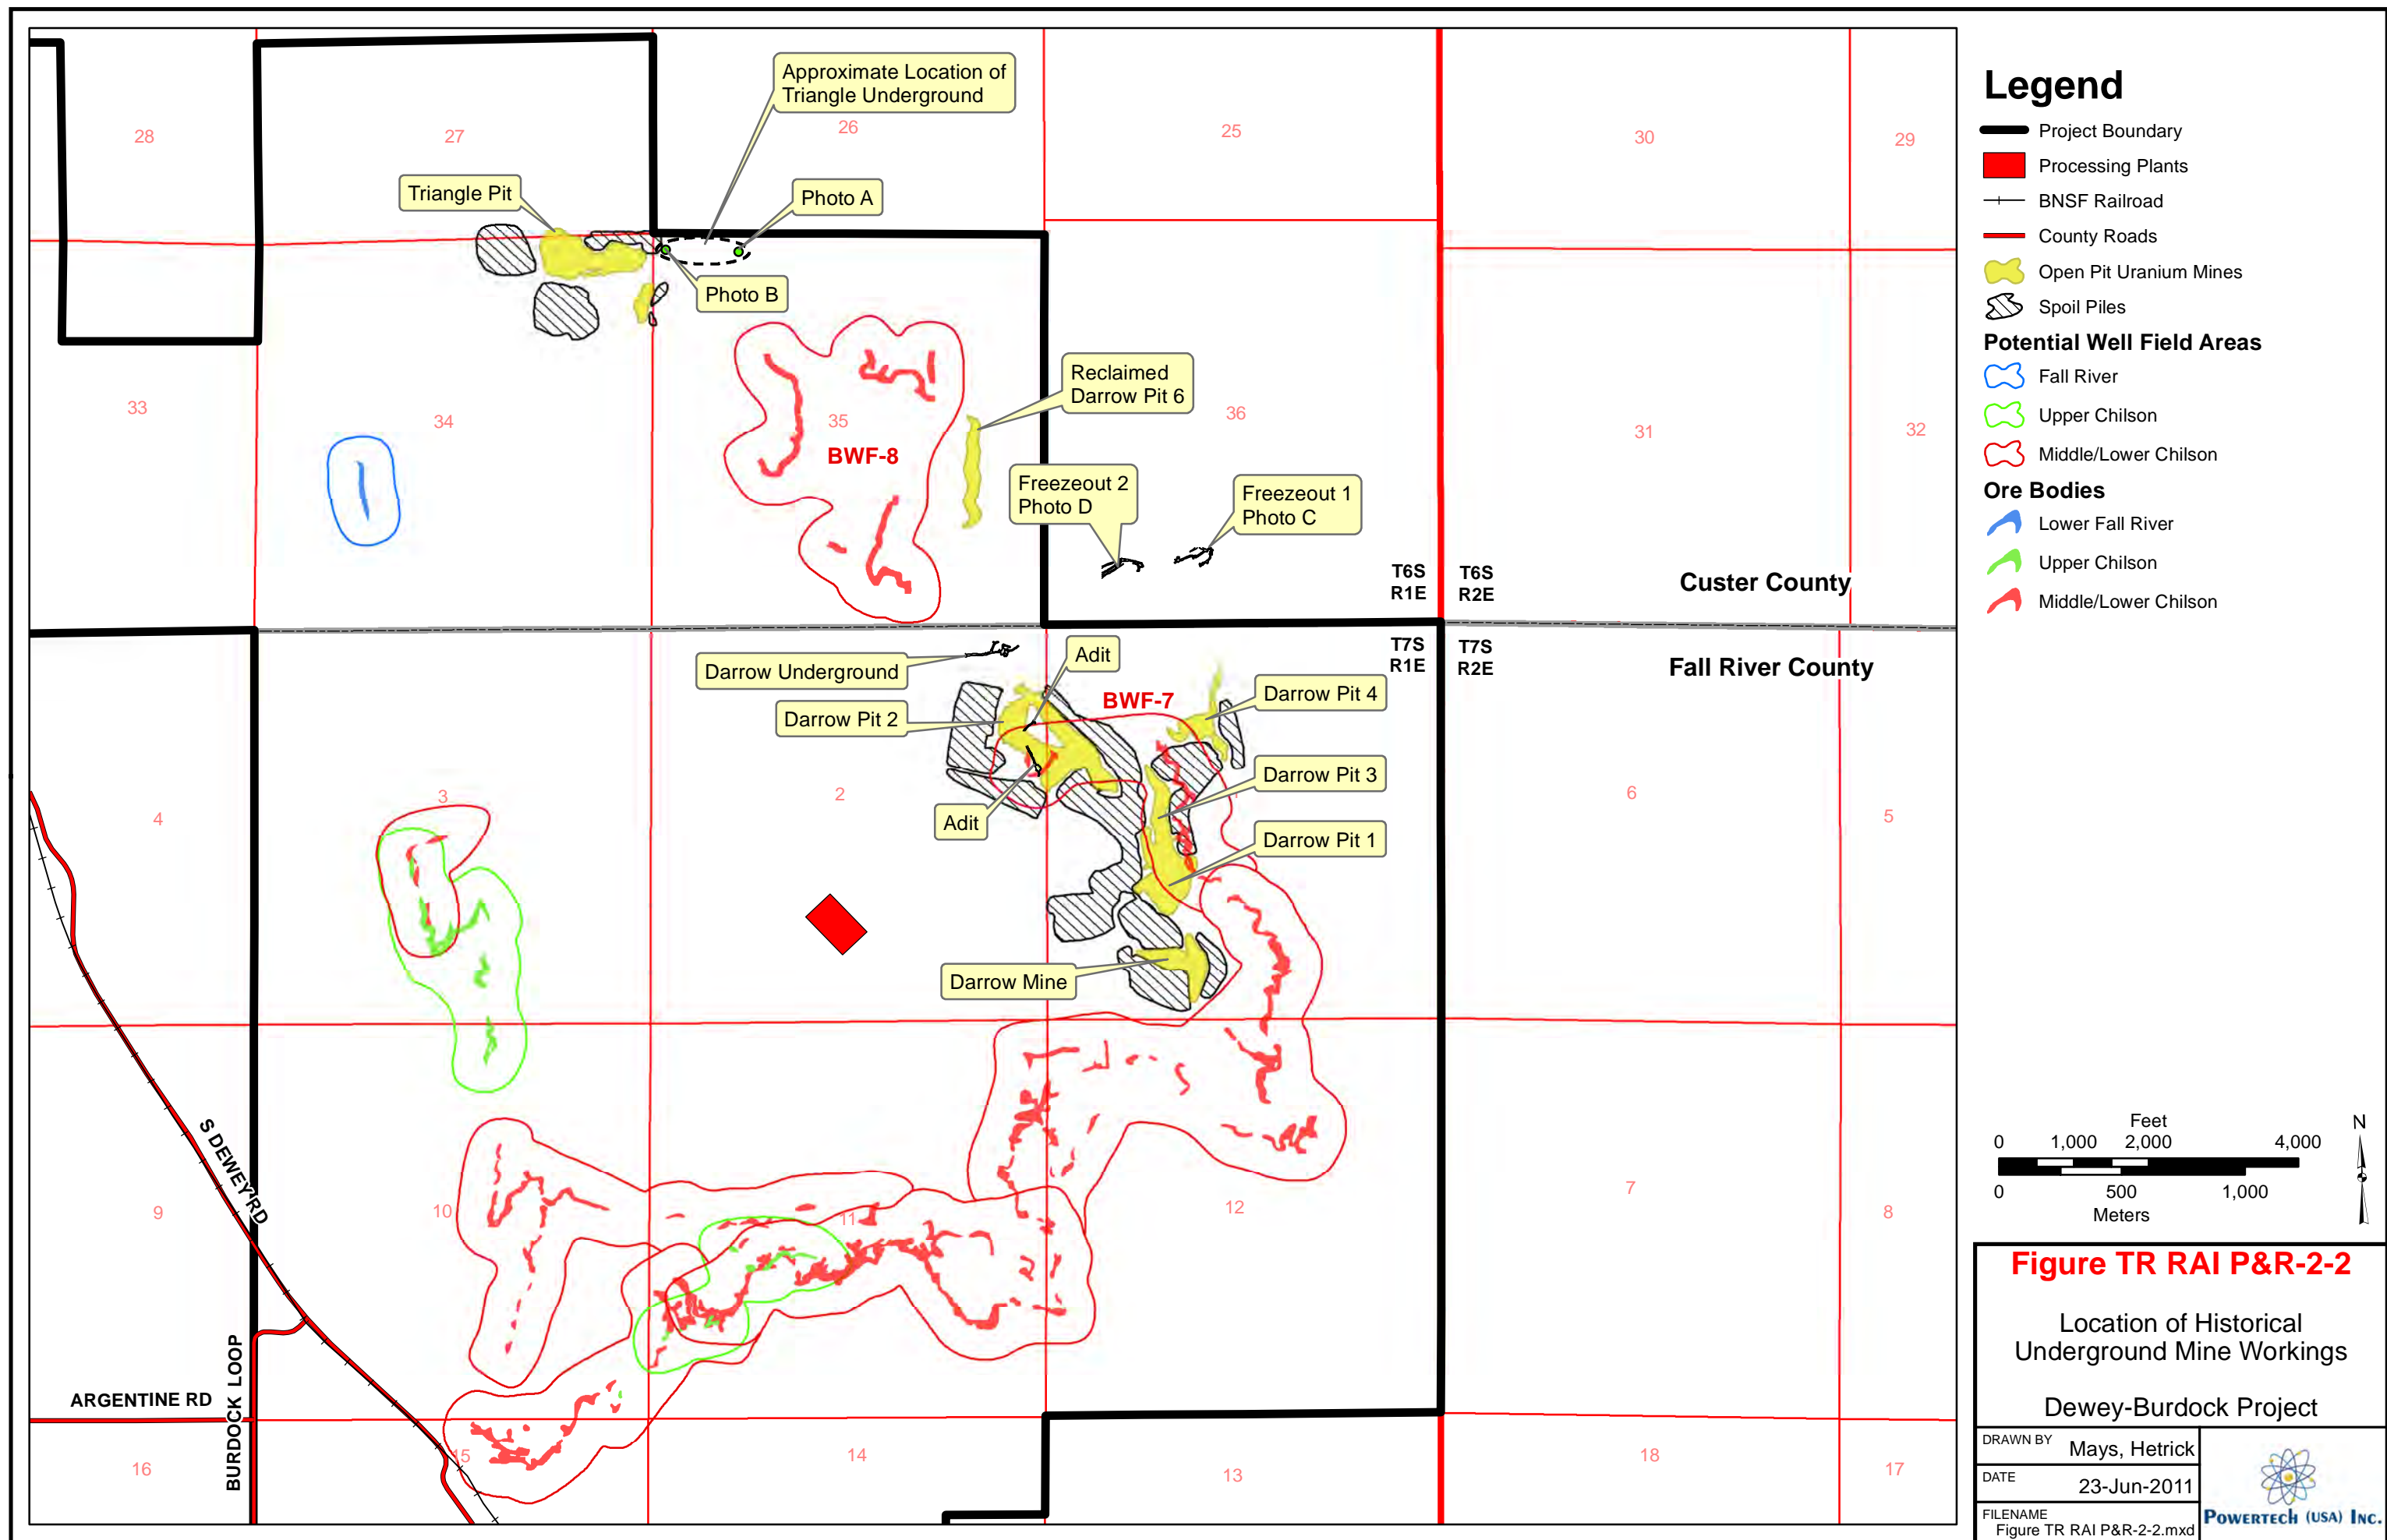 Approximate Location of
Triangle Underground
28
27
26
25
30
29
Triangle Pit
Photo A
Photo B
Reclaimed
Darrow Pit 6
33
34
35
36
31
32
BWF-8
Freezeout 2
Photo D
Freezeout 1
Photo C
T6S
R1E
T6S
R2E
Custer County
T7S
R1E
T7S
R2E
Fall River County
Darrow Underground
Adit
BWF-7
Darrow Pit 4
Darrow Pit 2
Darrow Pit 3
Adit
Darrow Pit 1
4
3
2
6
5
Darrow Mine
S DEWEY RD
9
10
11
12
7
8
BURDOCK LOOP
ARGENTINE RD
16
15
14
13
18
17
Legend
Project Boundary
Processing Plants
BNSF Railroad
County Roads
Open Pit Uranium Mines
Spoil Piles
Potential Well Field Areas
Fall River
Upper Chilson
Middle/Lower Chilson
Ore Bodies
Lower Fall River
Upper Chilson
Middle/Lower Chilson
Feet
0 1,000 2,000 4,000
0 500 1,000
Meters
N
Figure TR RAI P&R-2-2
Location of Historical
Underground Mine Workings
Dewey-Burdock Project
DRAWN BY Mays, Hetrick
DATE 23-Jun-2011
FILENAME
Figure TR RAI P&R-2-2.mxd
POWERTECH (USA) INC.